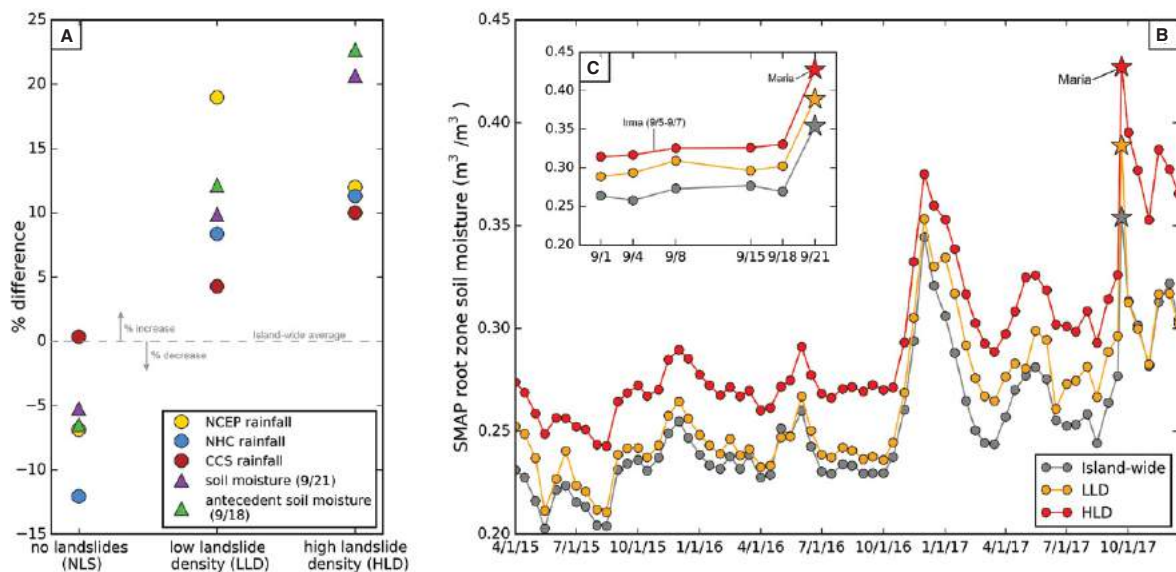 A
25
20
15
10
5
0
−5
−10
−15
% difference
% increase
Island-wide average
% decrease
NCEP rainfall
NHC rainfall
CCS rainfall
soil moisture (9/21)
antecedent soil moisture
(9/18)
no landslides
(NLS)
low landslide
density (LLD)
high landslide
density (HLD)
B
0.45
0.40
0.35
0.30
0.25
0.20
SMAP root zone soil moisture (m³ /m³ )
Maria
4/1/15
7/1/15
10/1/15
1/1/16
4/1/16
7/1/16
10/1/16
1/1/17
4/1/17
7/1/17
10/1/17
Island-wide
LLD
HLD
C
0.45
0.40
0.35
0.30
0.25
0.20
Maria
Irma (9/5-9/7)
9/1
9/4
9/8
9/15
9/18
9/21